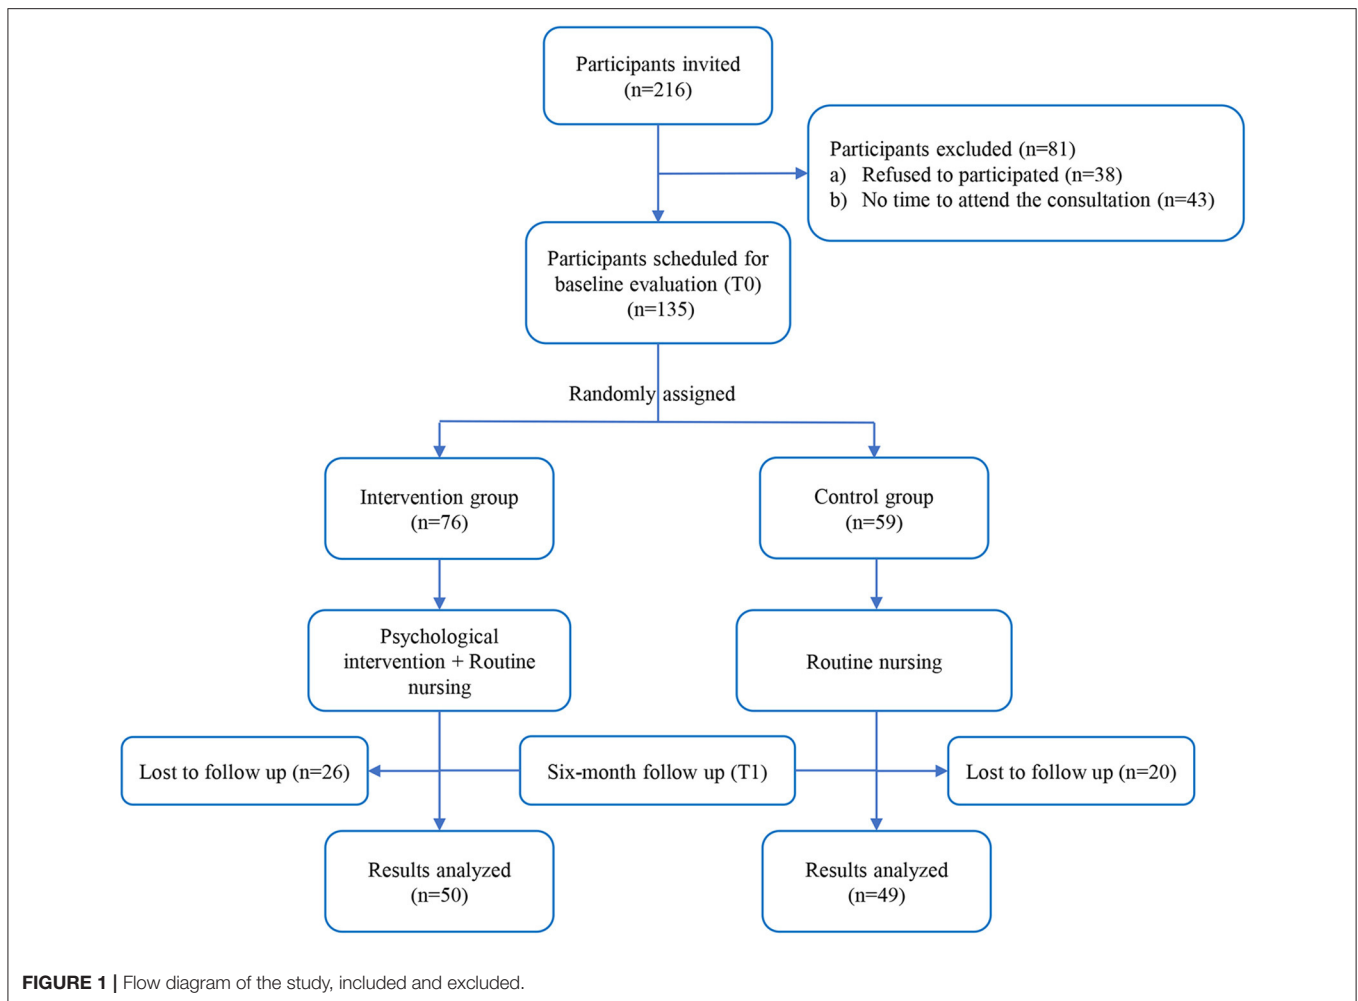 Participants invited
(n=216)
Participants excluded (n=81)
a) Refused to participated (n=38)
b) No time to attend the consultation (n=43)
Participants scheduled for
baseline evaluation (T0)
(n=135)
Randomly assigned
Intervention group
(n=76)
Control group
(n=59)
Psychological
intervention + Routine
nursing
Routine nursing
Lost to follow up (n=26)
Six-month follow up (T1)
Lost to follow up (n=20)
Results analyzed
(n=50)
Results analyzed
(n=49)
FIGURE 1 | Flow diagram of the study, included and excluded.